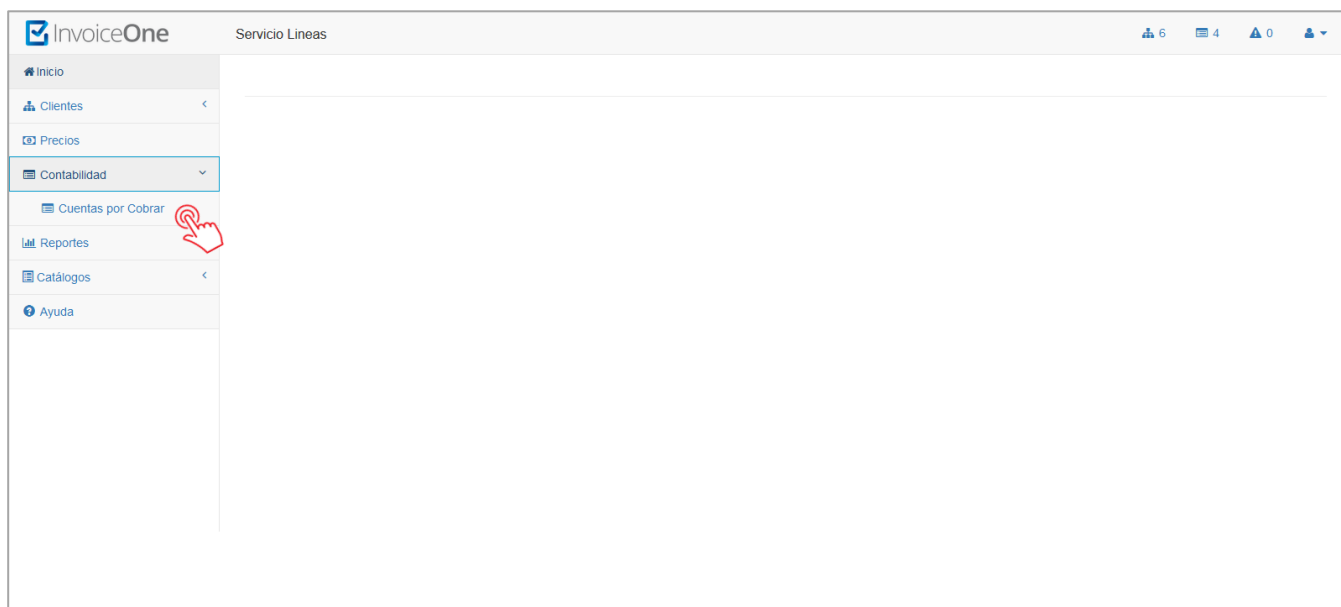 InvoiceOne
Servicio Lineas
6
4
0
Inicio
Clientes
Precios
Contabilidad
Cuentas por Cobrar
Reportes
Catálogos
Ayuda